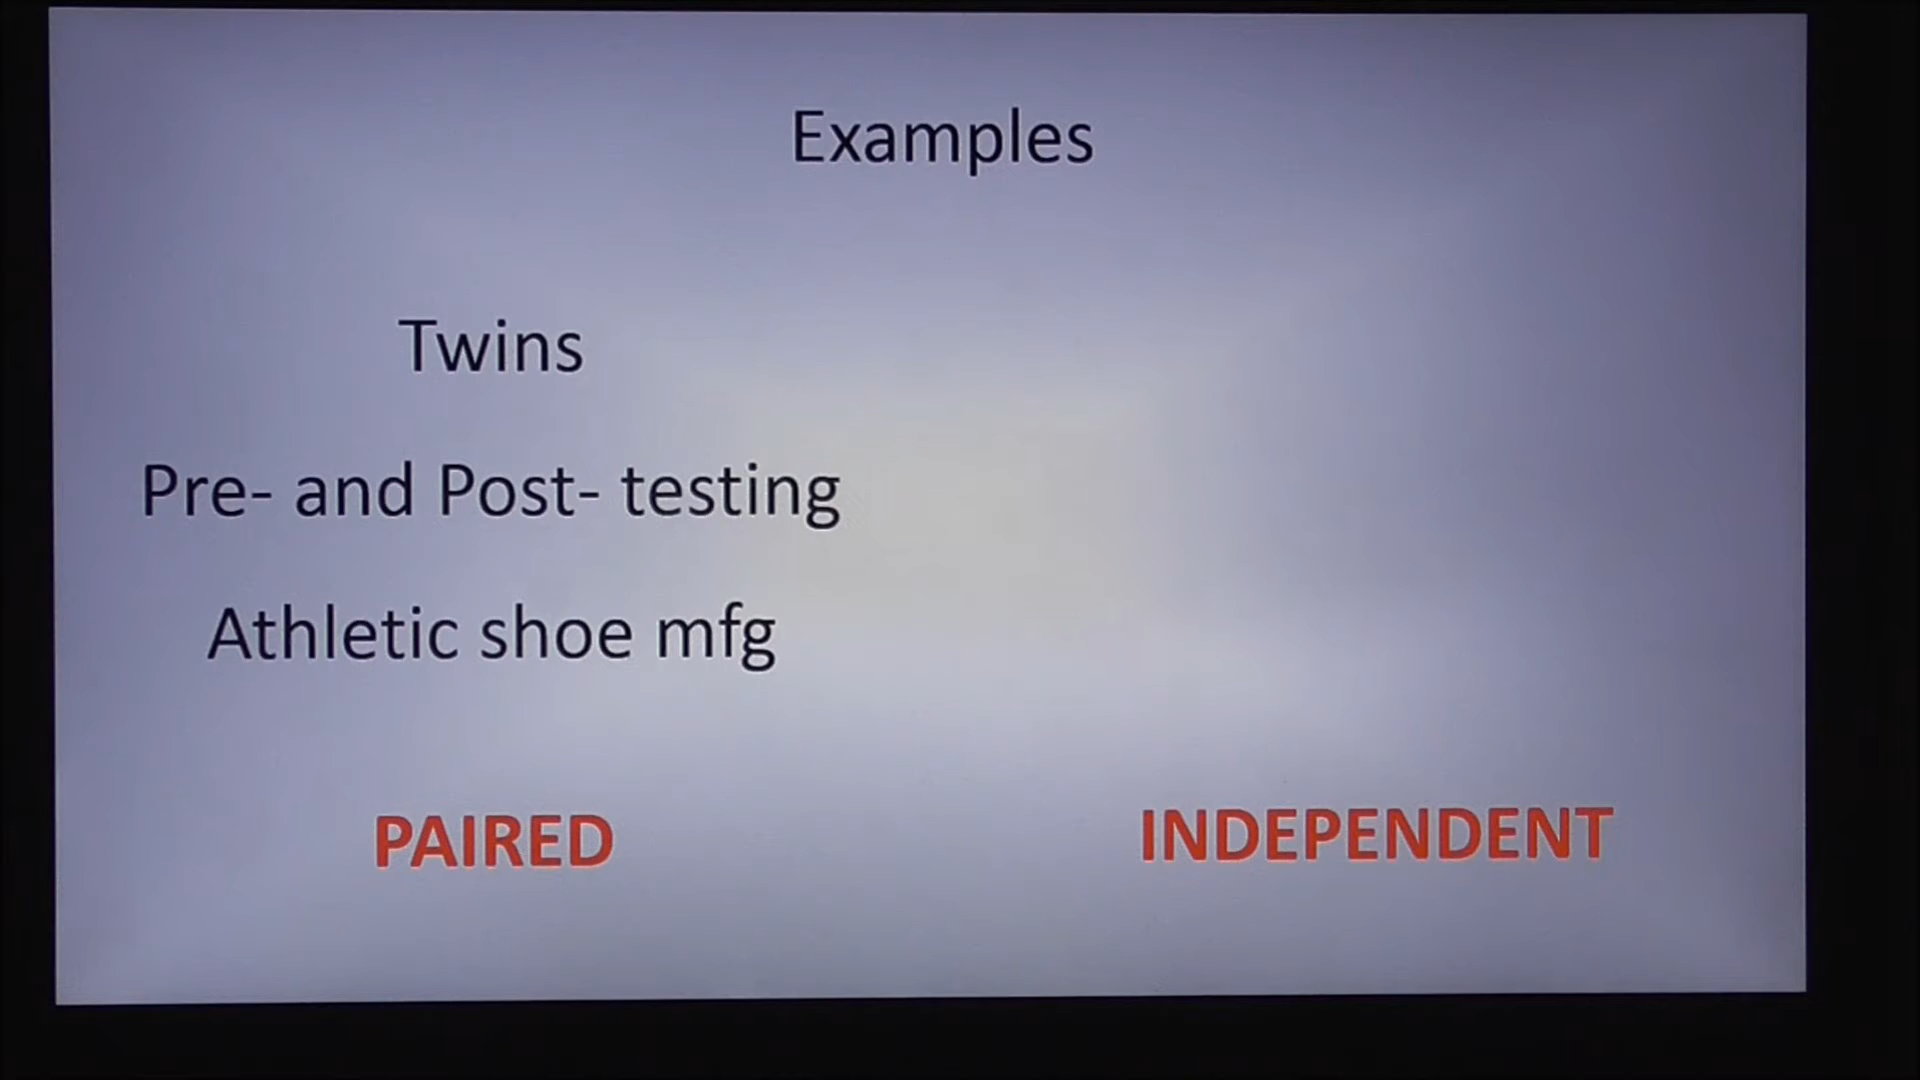 Examples
Twins
Pre- and Post- testing
Athletic shoe mfg
PAIRED
INDEPENDENT